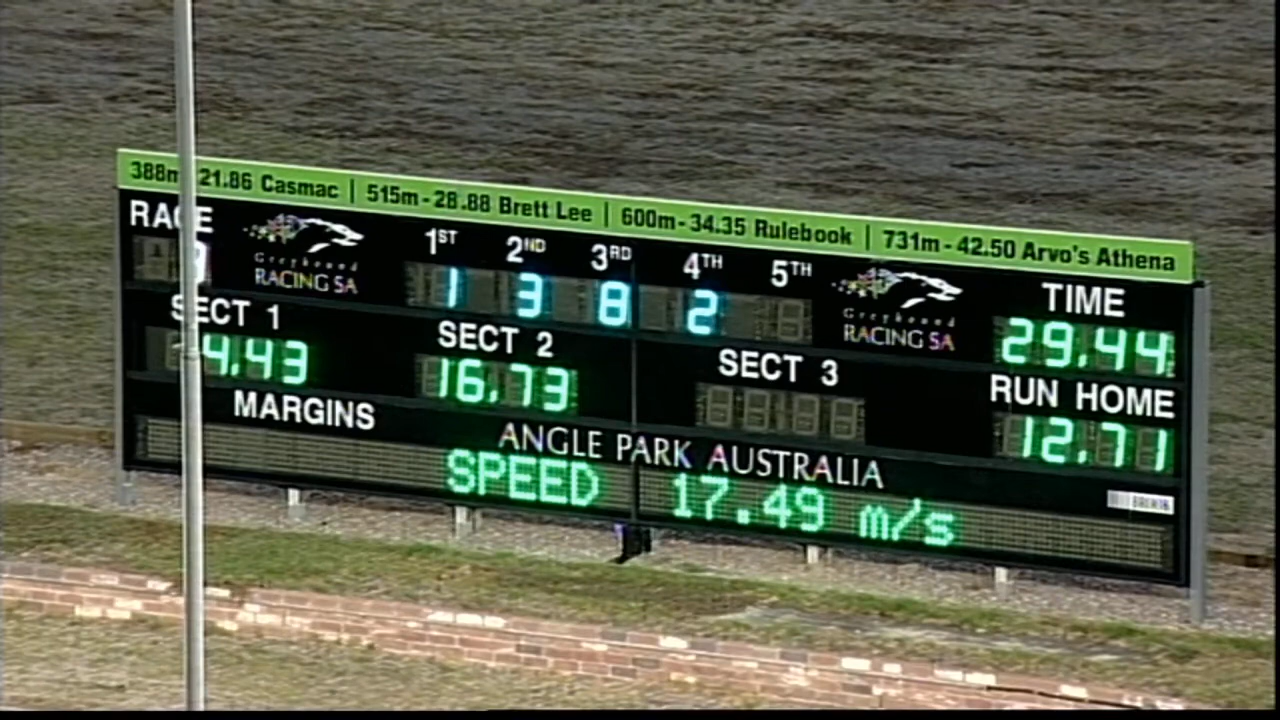 388m-21.86 Casmac | 515m-28.88 Brett Lee | 600m-34.35 Rulebook | 731m-42.50 Arvo's Athena
RACE
Greyhound
RACING SA
1ST 2ND 3RD 4TH 5TH
1 3 8 2
Greyhound
RACING SA
TIME
29.44
SECT 1
4.43
SECT 2
16.73
SECT 3
RUN HOME
12.71
MARGINS
ANGLE PARK AUSTRALIA
SPEED 17.49 m/s